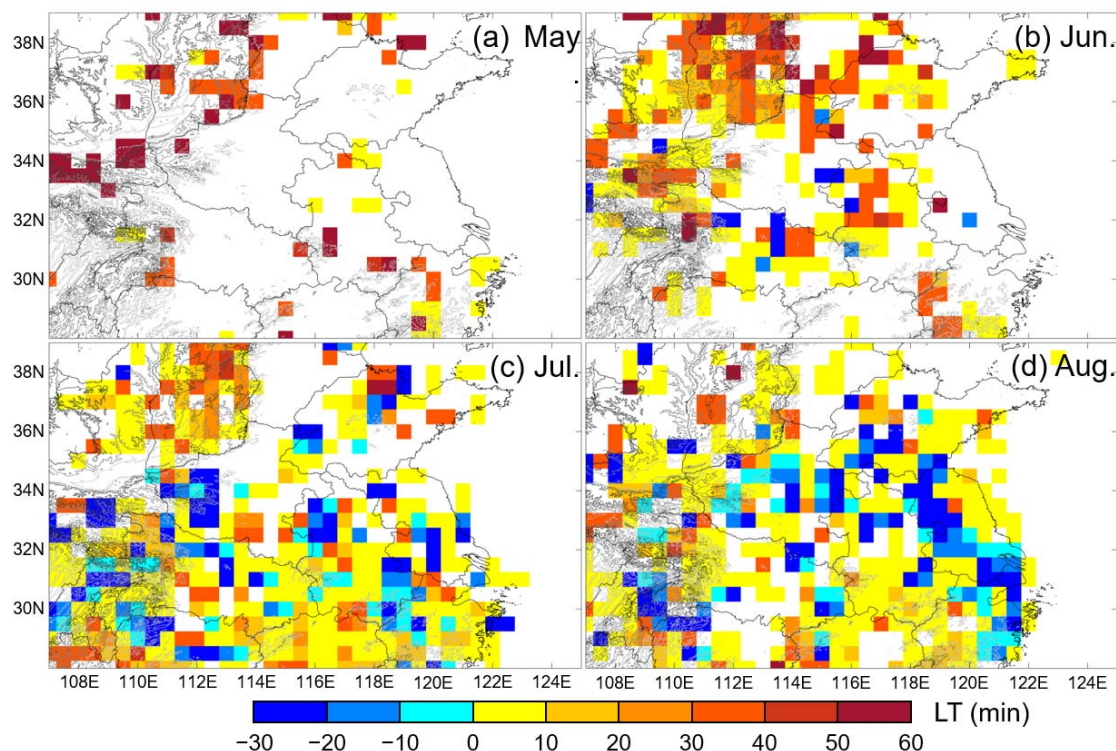 38N
36N
34N
32N
30N
(a) May
(b) Jun.
38N
36N
34N
32N
30N
(c) Jul.
(d) Aug.
108E 110E 112E 114E 116E 118E 120E 122E 124E
108E 110E 112E 114E 116E 118E 120E 122E 124E
LT (min)
−30 −20 −10 0 10 20 30 40 50 60